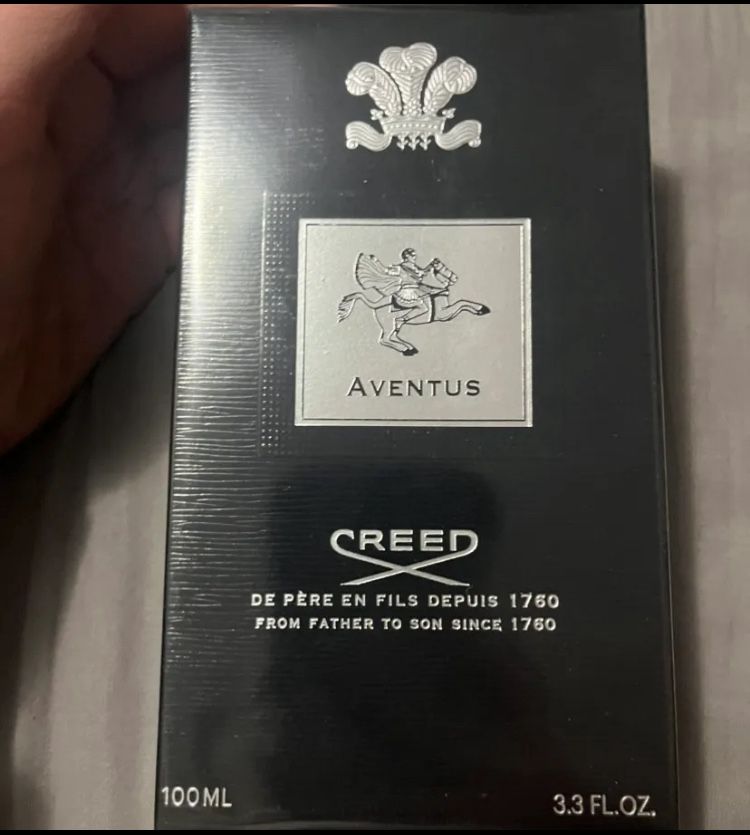 AVENTUS
CREED
DE PÈRE EN FILS DEPUIS 1760
FROM FATHER TO SON SINCE 1760
100ML
3.3 FL.OZ.